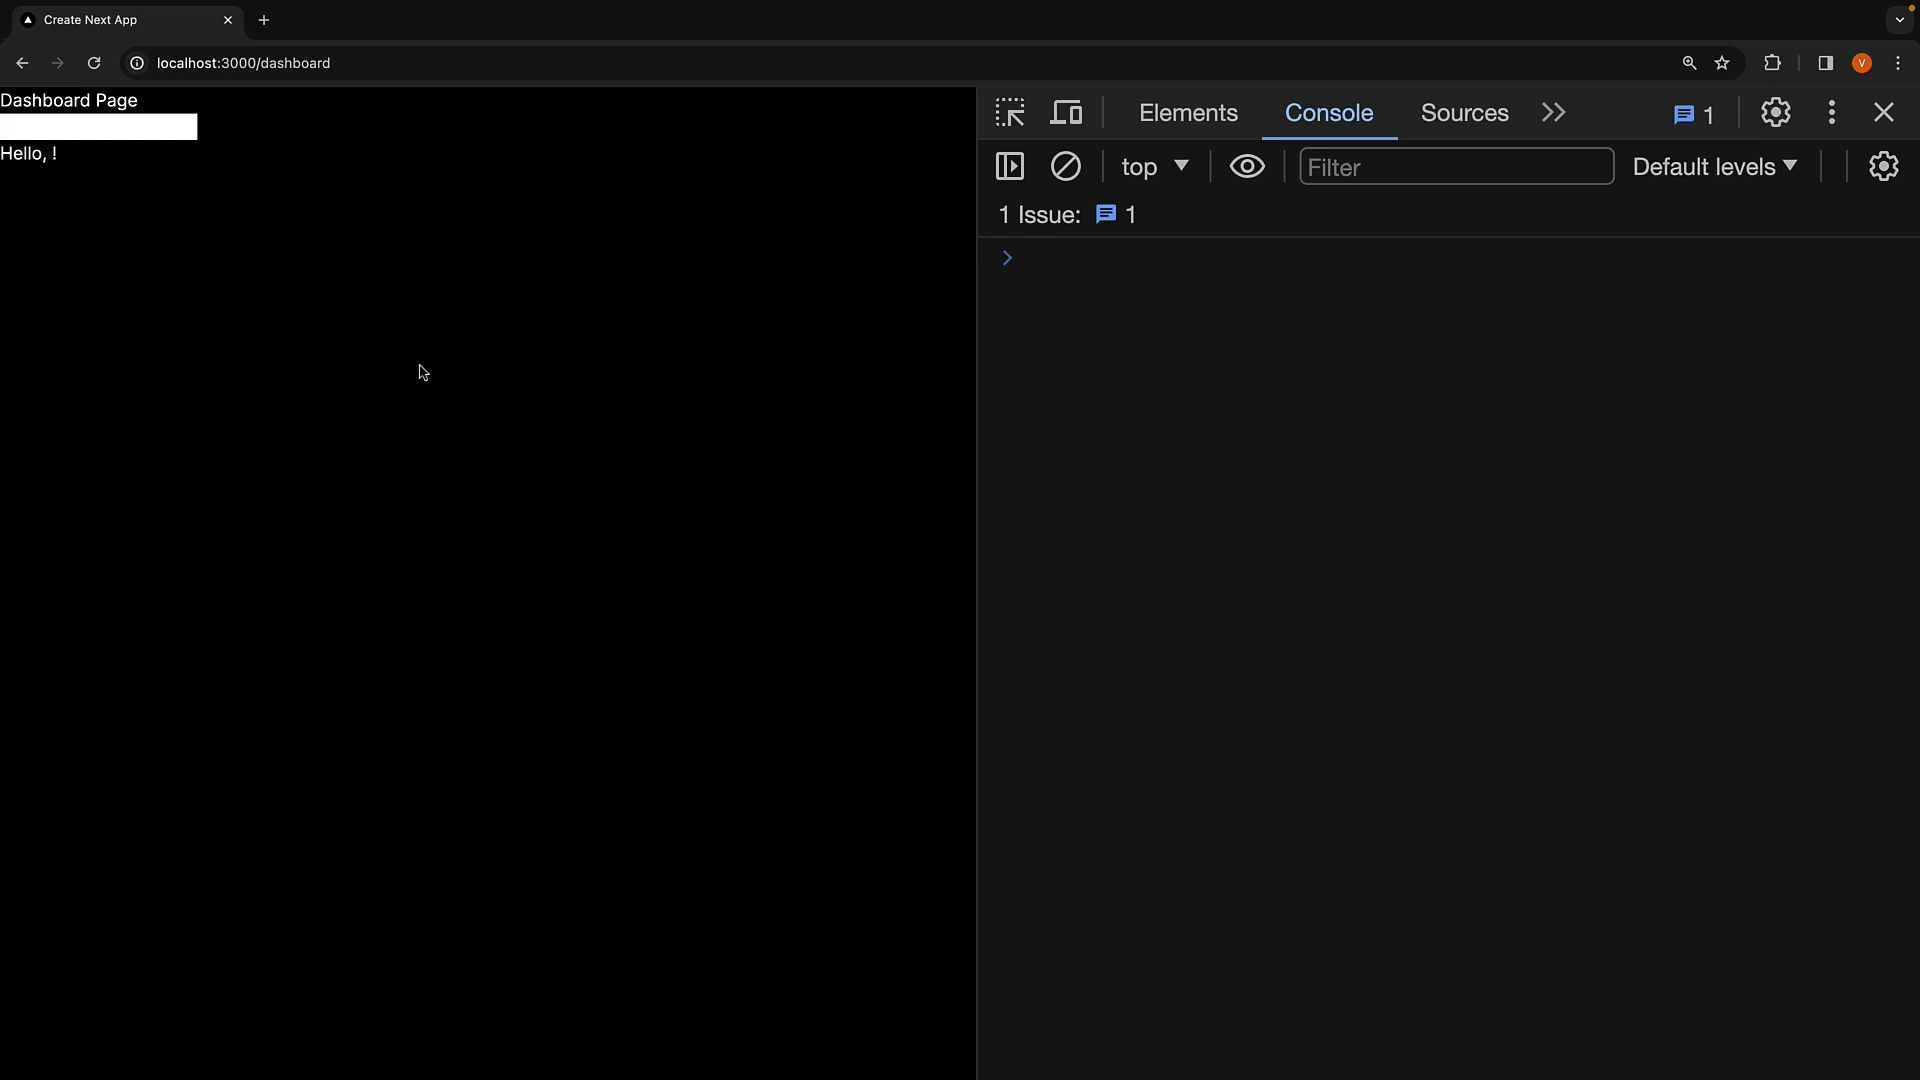 Create Next App
localhost:3000/dashboard
V
Dashboard Page
Hello, !
Elements Console Sources 1
top Filter Default levels
1 Issue: 1